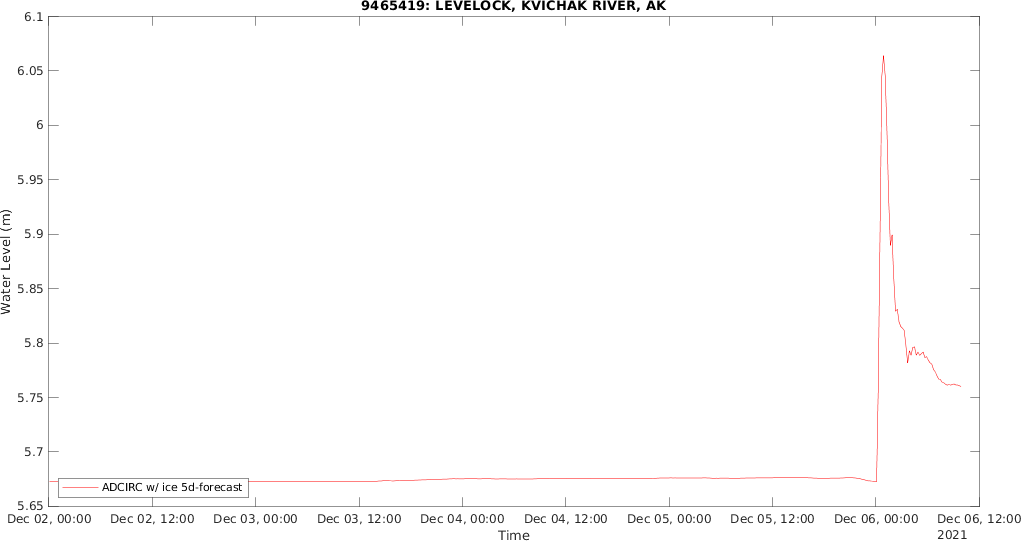 9465419: LEVELOCK, KVICHAK RIVER, AK
6.1
6.05
6
5.95
5.9
5.85
5.8
5.75
5.7
5.65
Water Level (m)
ADCIRC w/ ice 5d-forecast
Dec 02, 00:00 Dec 02, 12:00 Dec 03, 00:00 Dec 03, 12:00 Dec 04, 00:00 Dec 04, 12:00 Dec 05, 00:00 Dec 05, 12:00 Dec 06, 00:00 Dec 06, 12:00
Time
2021